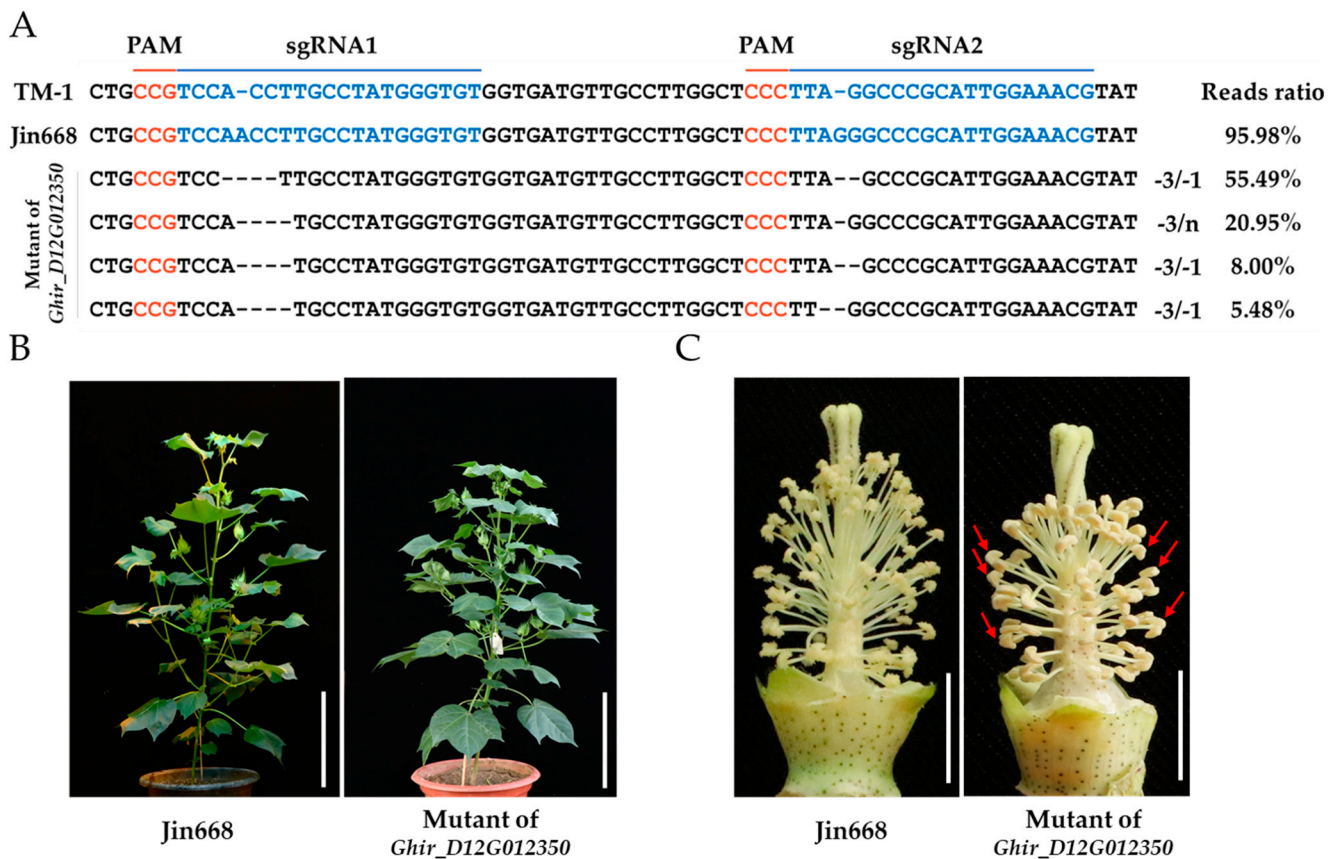 A
PAM sgRNA1 PAM sgRNA2
TM-1 CTGCCGTCCA-CCTTGCCTATGGGTGTGGTGATGTTGCCTTGGCTCCCTTA-GGCCCGCATTGGAAACGTAT Reads ratio
Jin668 CTGCCGTCCAACCTTGCCTATGGGTGTGGTGATGTTGCCTTGGCTCCCTTAGGGCCCGCATTGGAAACGTAT 95.98%
Mutant of
Ghir_D12G012350
CTGCCGTCC----TTGCCTATGGGTGTGGTGATGTTGCCTTGGCTCCCTTA--GCCCGCATTGGAAACGTAT -3/-1 55.49%
CTGCCGTCCA----TGCCTATGGGTGTGGTGATGTTGCCTTGGCTCCCTTA-GGCCCGCATTGGAAACGTAT -3/n 20.95%
CTGCCGTCCA----TGCCTATGGGTGTGGTGATGTTGCCTTGGCTCCCTTA--GCCCGCATTGGAAACGTAT -3/-1 8.00%
CTGCCGTCCA----TGCCTATGGGTGTGGTGATGTTGCCTTGGCTCCCTT--GGCCCGCATTGGAAACGTAT -3/-1 5.48%
B
Jin668
Mutant of
Ghir_D12G012350
C
Jin668
Mutant of
Ghir_D12G012350